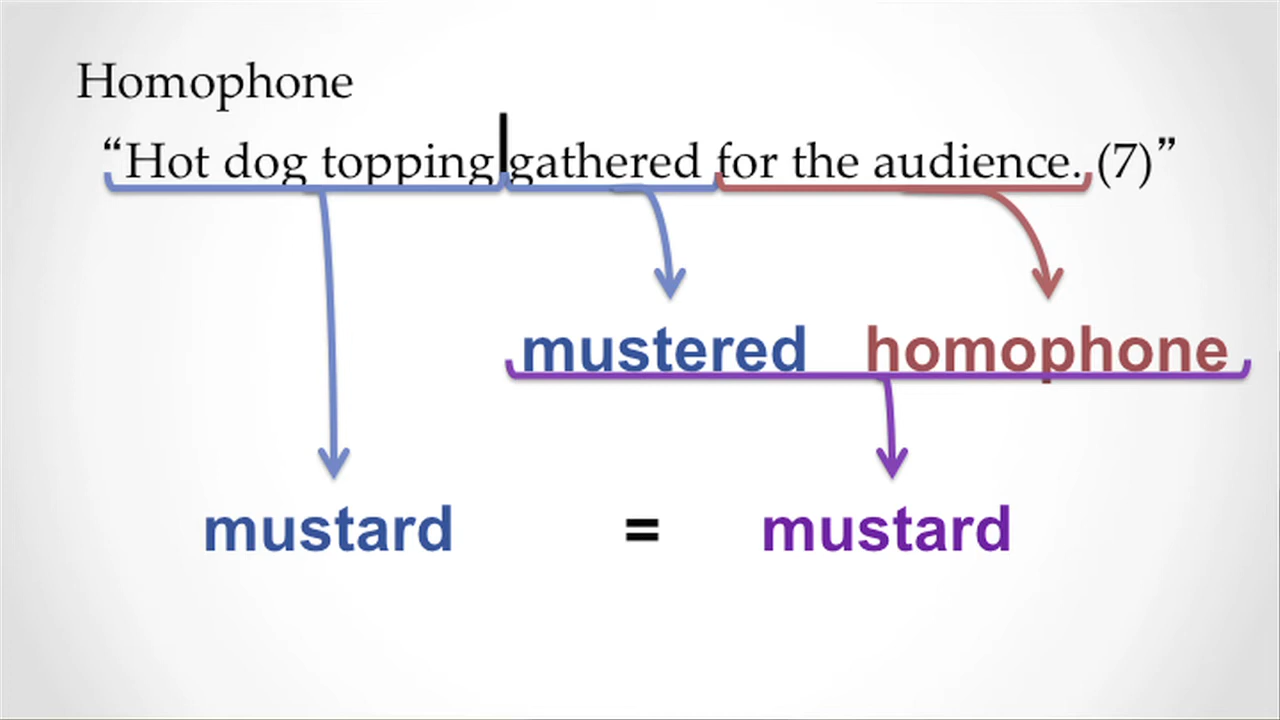 Homophone
“Hot dog topping gathered for the audience. (7)”
mustered homophone
mustard = mustard